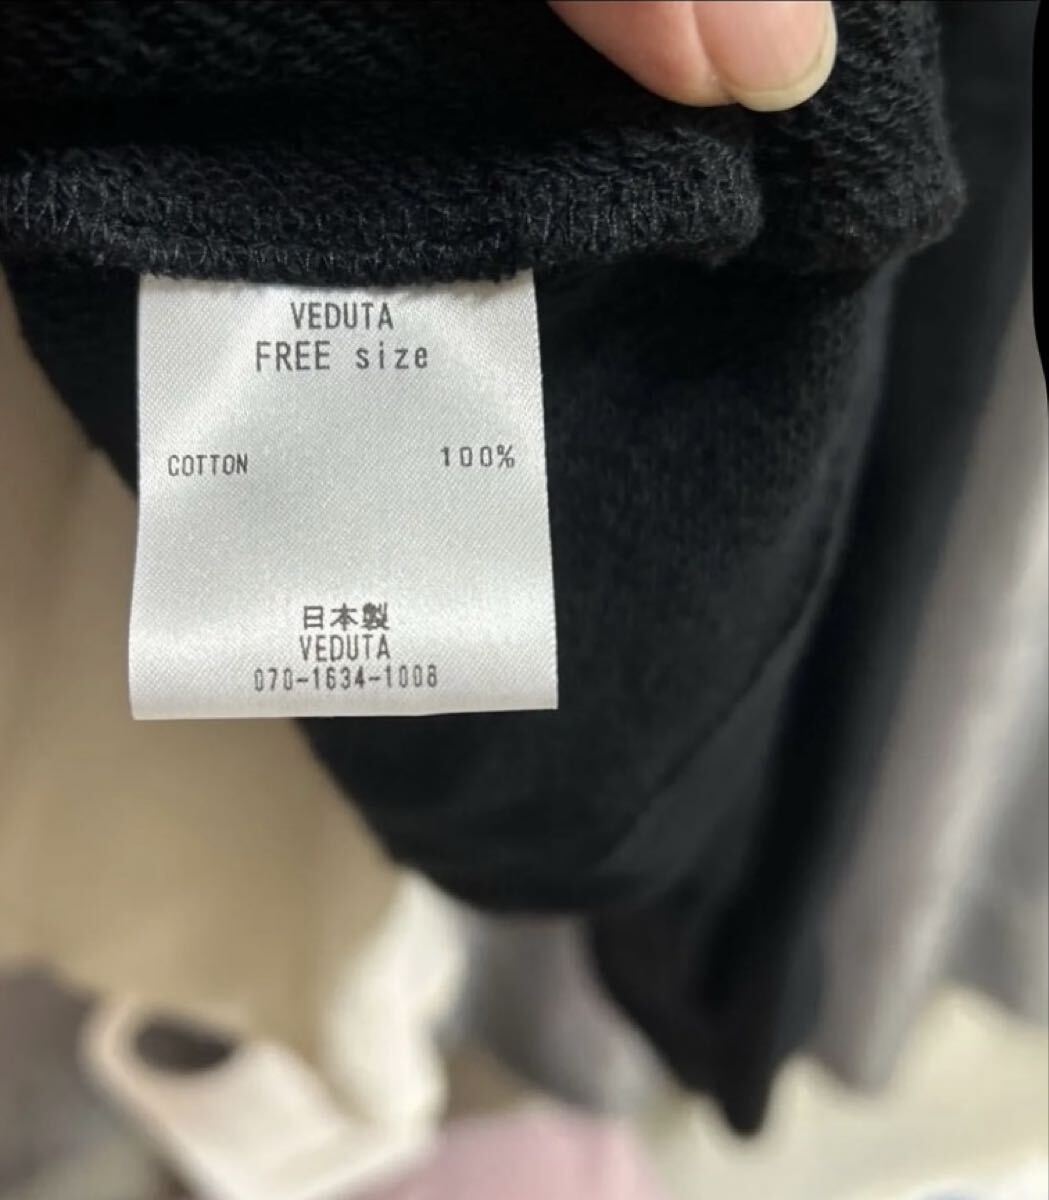 VEDUTA
FREE size
COTTON 100%
日本製
VEDUTA
070-1634-1008